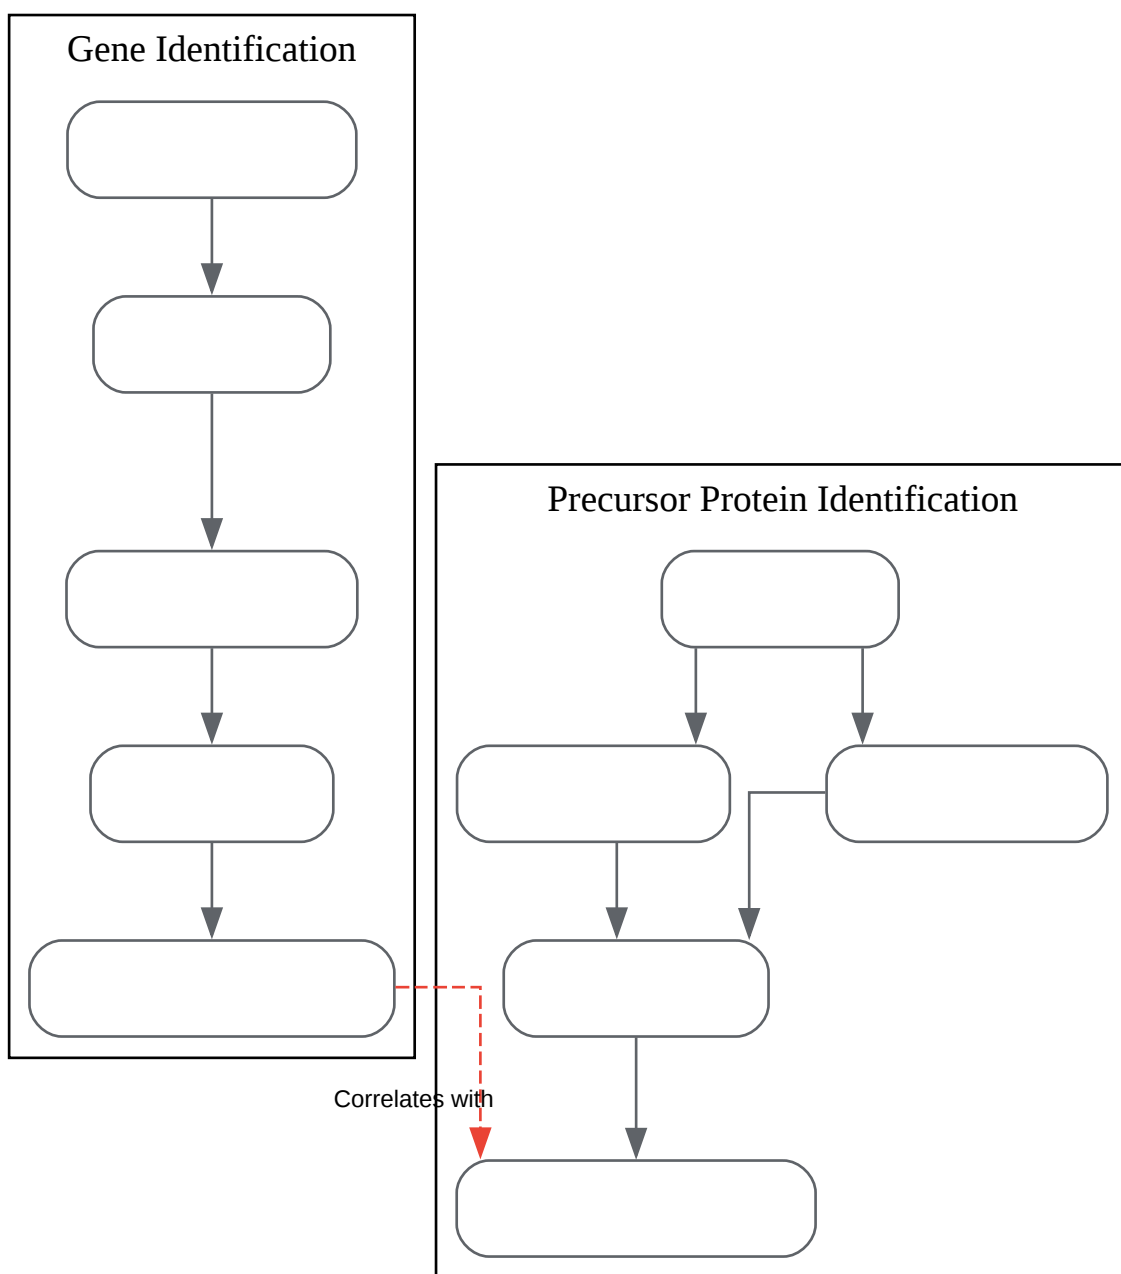 Gene Identification
Precursor Protein Identification
Correlates with